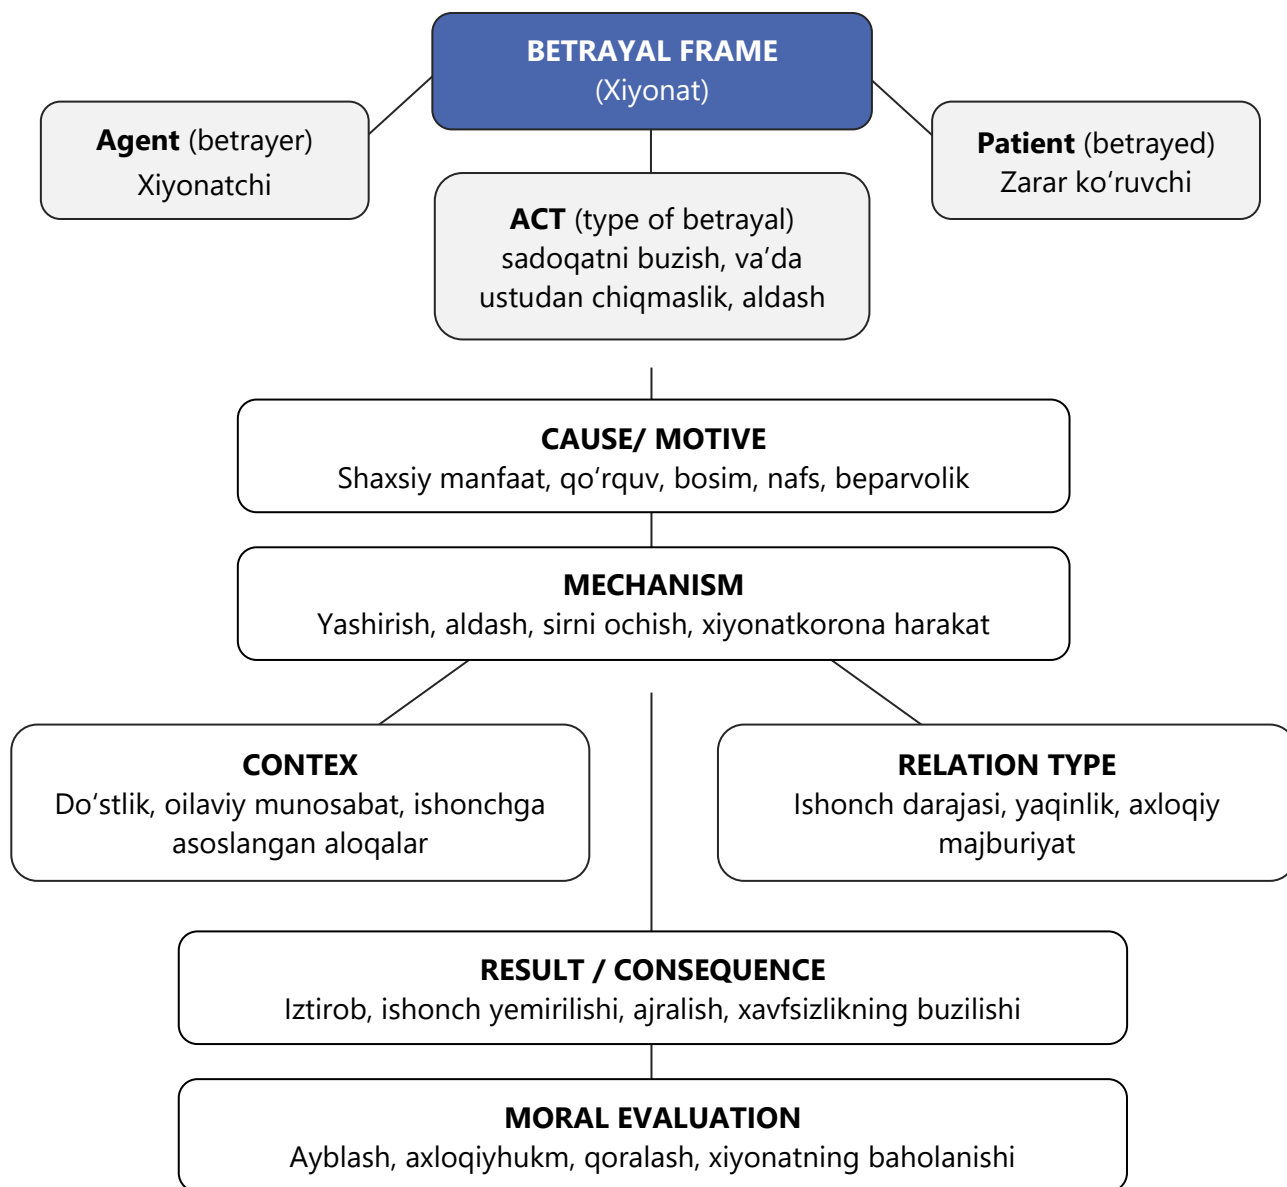 BETRAYAL FRAME
(Xiyonat)
Agent (betrayer)
Xiyonatchi
Patient (betrayed)
Zarar ko‘ruvchi
ACT (type of betrayal)
sadoqatni buzish, va’da
ustudan chiqmaslik, aldash
CAUSE/ MOTIVE
Shaxsiy manfaat, qo‘rquv, bosim, nafs, beparvolik
MECHANISM
Yashirish, aldash, sirni ochish, xiyonatkorona harakat
CONTEX
Do‘stlik, oilaviy munosabat, ishonchga
asoslangan aloqalar
RELATION TYPE
Ishonch darajasi, yaqinlik, axloqiy
majburiyat
RESULT / CONSEQUENCE
Iztirob, ishonch yemirilishi, ajralish, xavfsizlikning buzilishi
MORAL EVALUATION
Ayblash, axloqiyhukm, qoralash, xiyonatning baholanishi